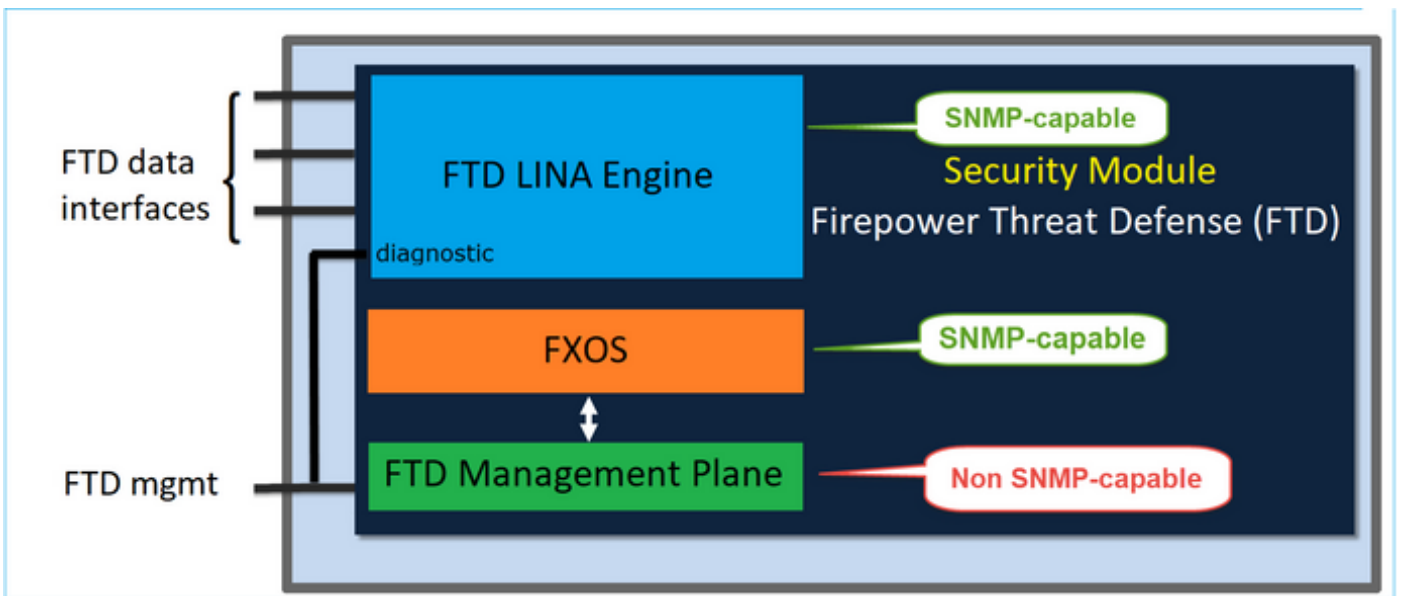 SNMP-capable
FTD data
interfaces
FTD LINA Engine
Security Module
Firepower Threat Defense (FTD)
diagnostic
FXOS
SNMP-capable
FTD mgmt
FTD Management Plane
Non SNMP-capable